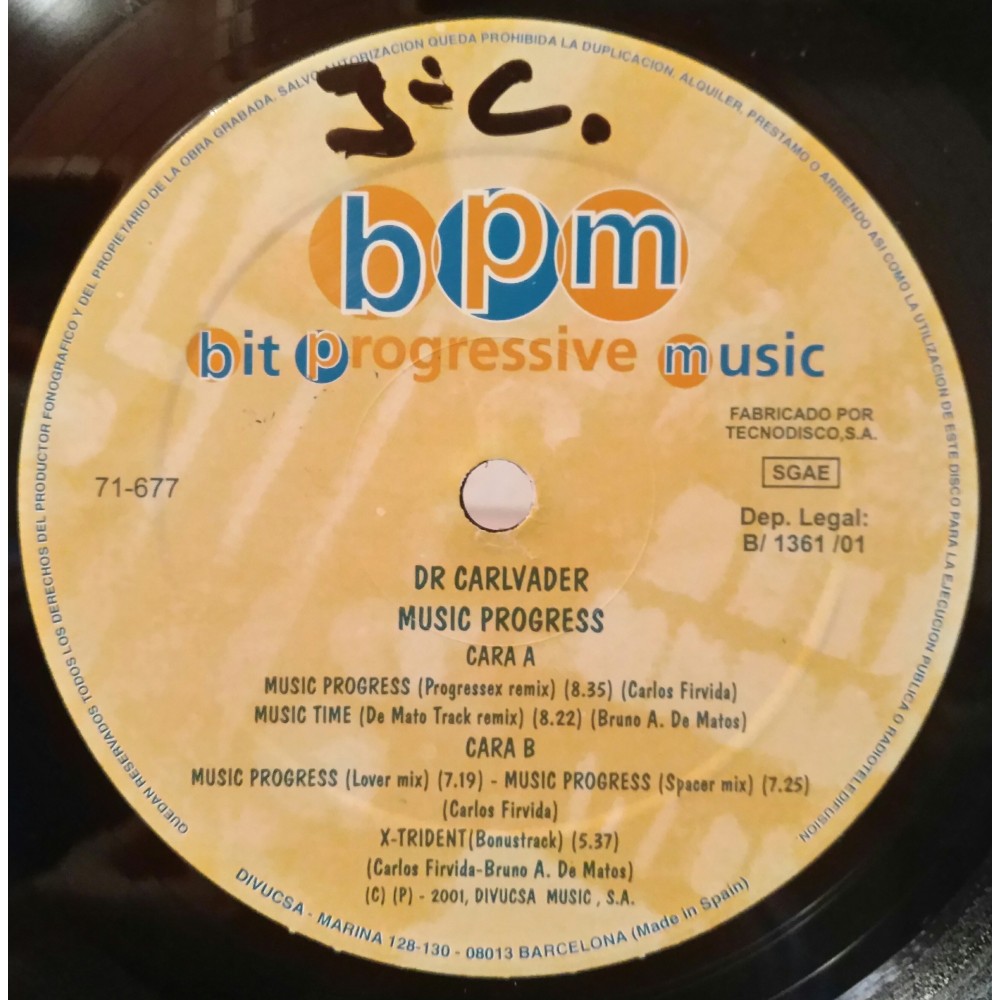 J=C.
bpm
bit progressive music
FABRICADO POR
TECNODISCO,S.A.
SGAE
71-677
Dep. Legal:
B/ 1361 /01
DR CARLVADER
MUSIC PROGRESS
CARA A
MUSIC PROGRESS (Progressex remix) (8.35) (Carlos Firvida)
MUSIC TIME (De Mato Track remix) (8.22) (Bruno A. De Matos)
CARA B
MUSIC PROGRESS (Lover mix) (7.19) - MUSIC PROGRESS (Spacer mix) (7.25)
(Carlos Firvida)
X-TRIDENT(Bonustrack) (5.37)
(Carlos Firvida-Bruno A. De Matos)
(C) (P) - 2001, DIVUCSA MUSIC , S.A.
DIVUCSA - MARINA 128-130 - 08013 BARCELONA (Made in Spain)
QUEDAN RESERVADOS TODOS LOS DERECHOS DEL PRODUCTOR FONOGRAFICO Y DEL PROPIETARIO DE LA OBRA GRABADA. SALVO AUTORIZACION QUEDA PROHIBIDA LA DUPLICACION, ALQUILER, PRESTAMO O ARRIENDO ASI COMO LA UTILIZACION DE ESTE DISCO PARA LA EJECUCION PUBLICA O RADIOTELEDIFUSION